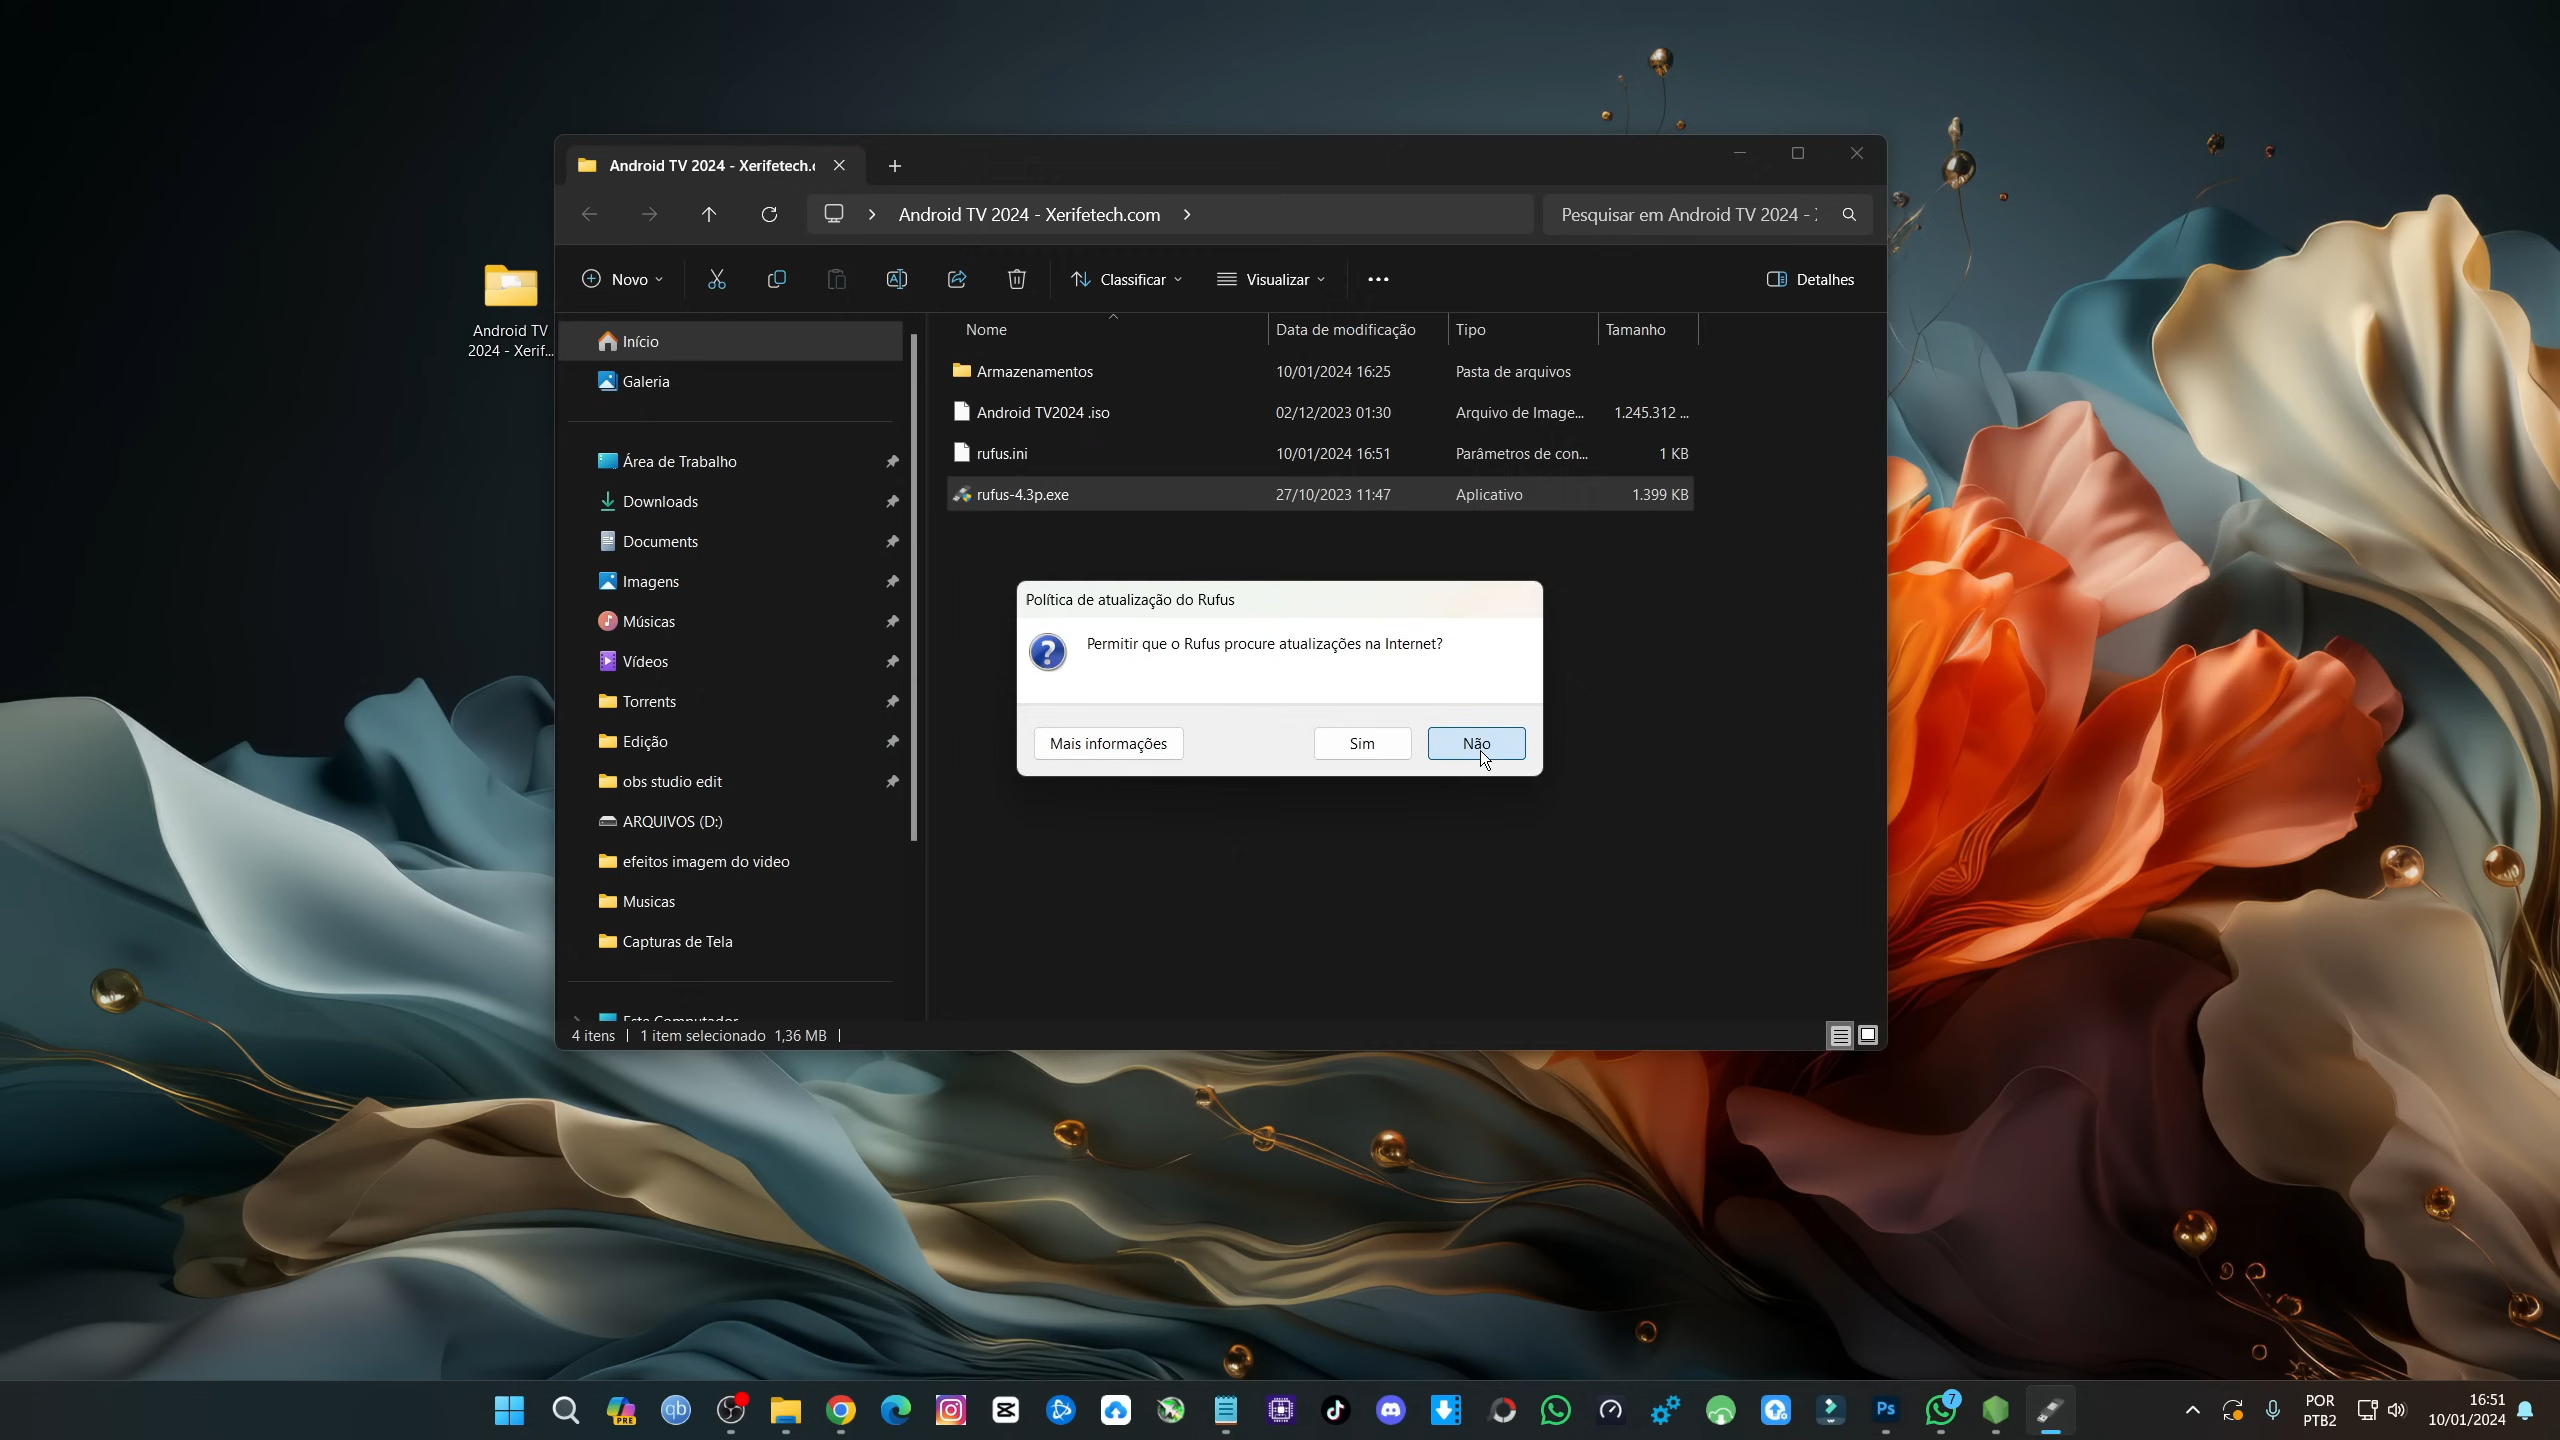 Android TV 2024 - Xerifetech.
Android TV 2024 - Xerifetech.com
Pesquisar em Android TV 2024 -
Novo
Classificar
Visualizar
Detalhes
Android TV
2024 - Xerif...
Início
Galeria
Área de Trabalho
Downloads
Documents
Imagens
Músicas
Vídeos
Torrents
Edição
obs studio edit
ARQUIVOS (D:)
efeitos imagem do video
Musicas
Capturas de Tela
Este Computador
Nome Data de modificação Tipo Tamanho
Armazenamentos 10/01/2024 16:25 Pasta de arquivos
Android TV2024 .iso 02/12/2023 01:30 Arquivo de Image... 1.245.312 ...
rufus.ini 10/01/2024 16:51 Parâmetros de con... 1 KB
rufus-4.3p.exe 27/10/2023 11:47 Aplicativo 1.399 KB
Política de atualização do Rufus
Permitir que o Rufus procure atualizações na Internet?
Mais informações Sim Não
4 itens 1 item selecionado 1,36 MB
PRE
qb
Ps
7
POR
PTB2
16:51
10/01/2024